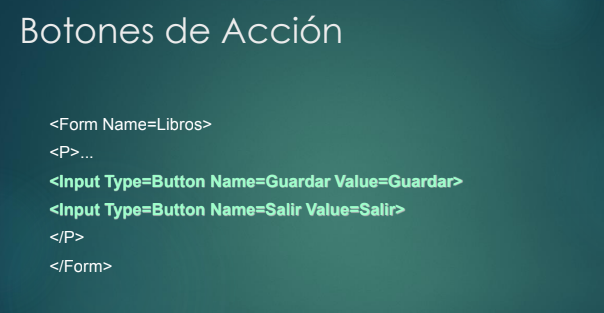 Botones de Acción
<Form Name=Libros>
<P>...
<Input Type=Button Name=Guardar Value=Guardar>
<Input Type=Button Name=Salir Value=Salir>
</P>
</Form>